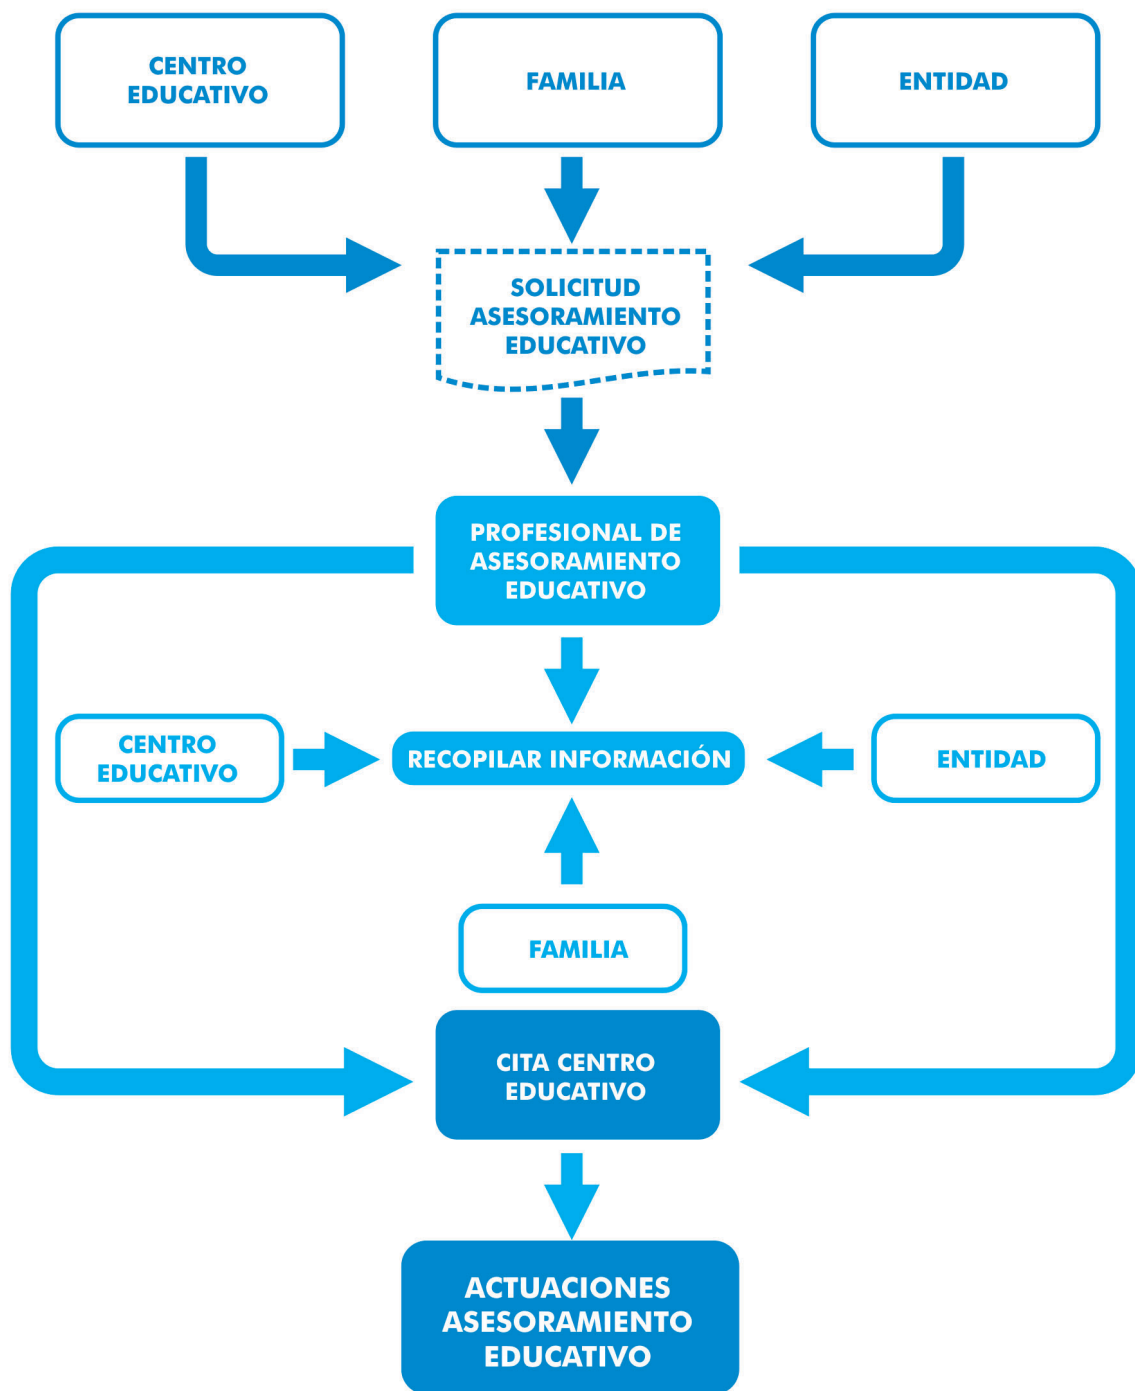 CENTRO
EDUCATIVO
FAMILIA
ENTIDAD
SOLICITUD
ASESORAMIENTO
EDUCATIVO
PROFESIONAL DE
ASESORAMIENTO
EDUCATIVO
CENTRO
EDUCATIVO
RECOPILAR INFORMACIÓN
ENTIDAD
FAMILIA
CITA CENTRO
EDUCATIVO
ACTUACIONES
ASESORAMIENTO
EDUCATIVO